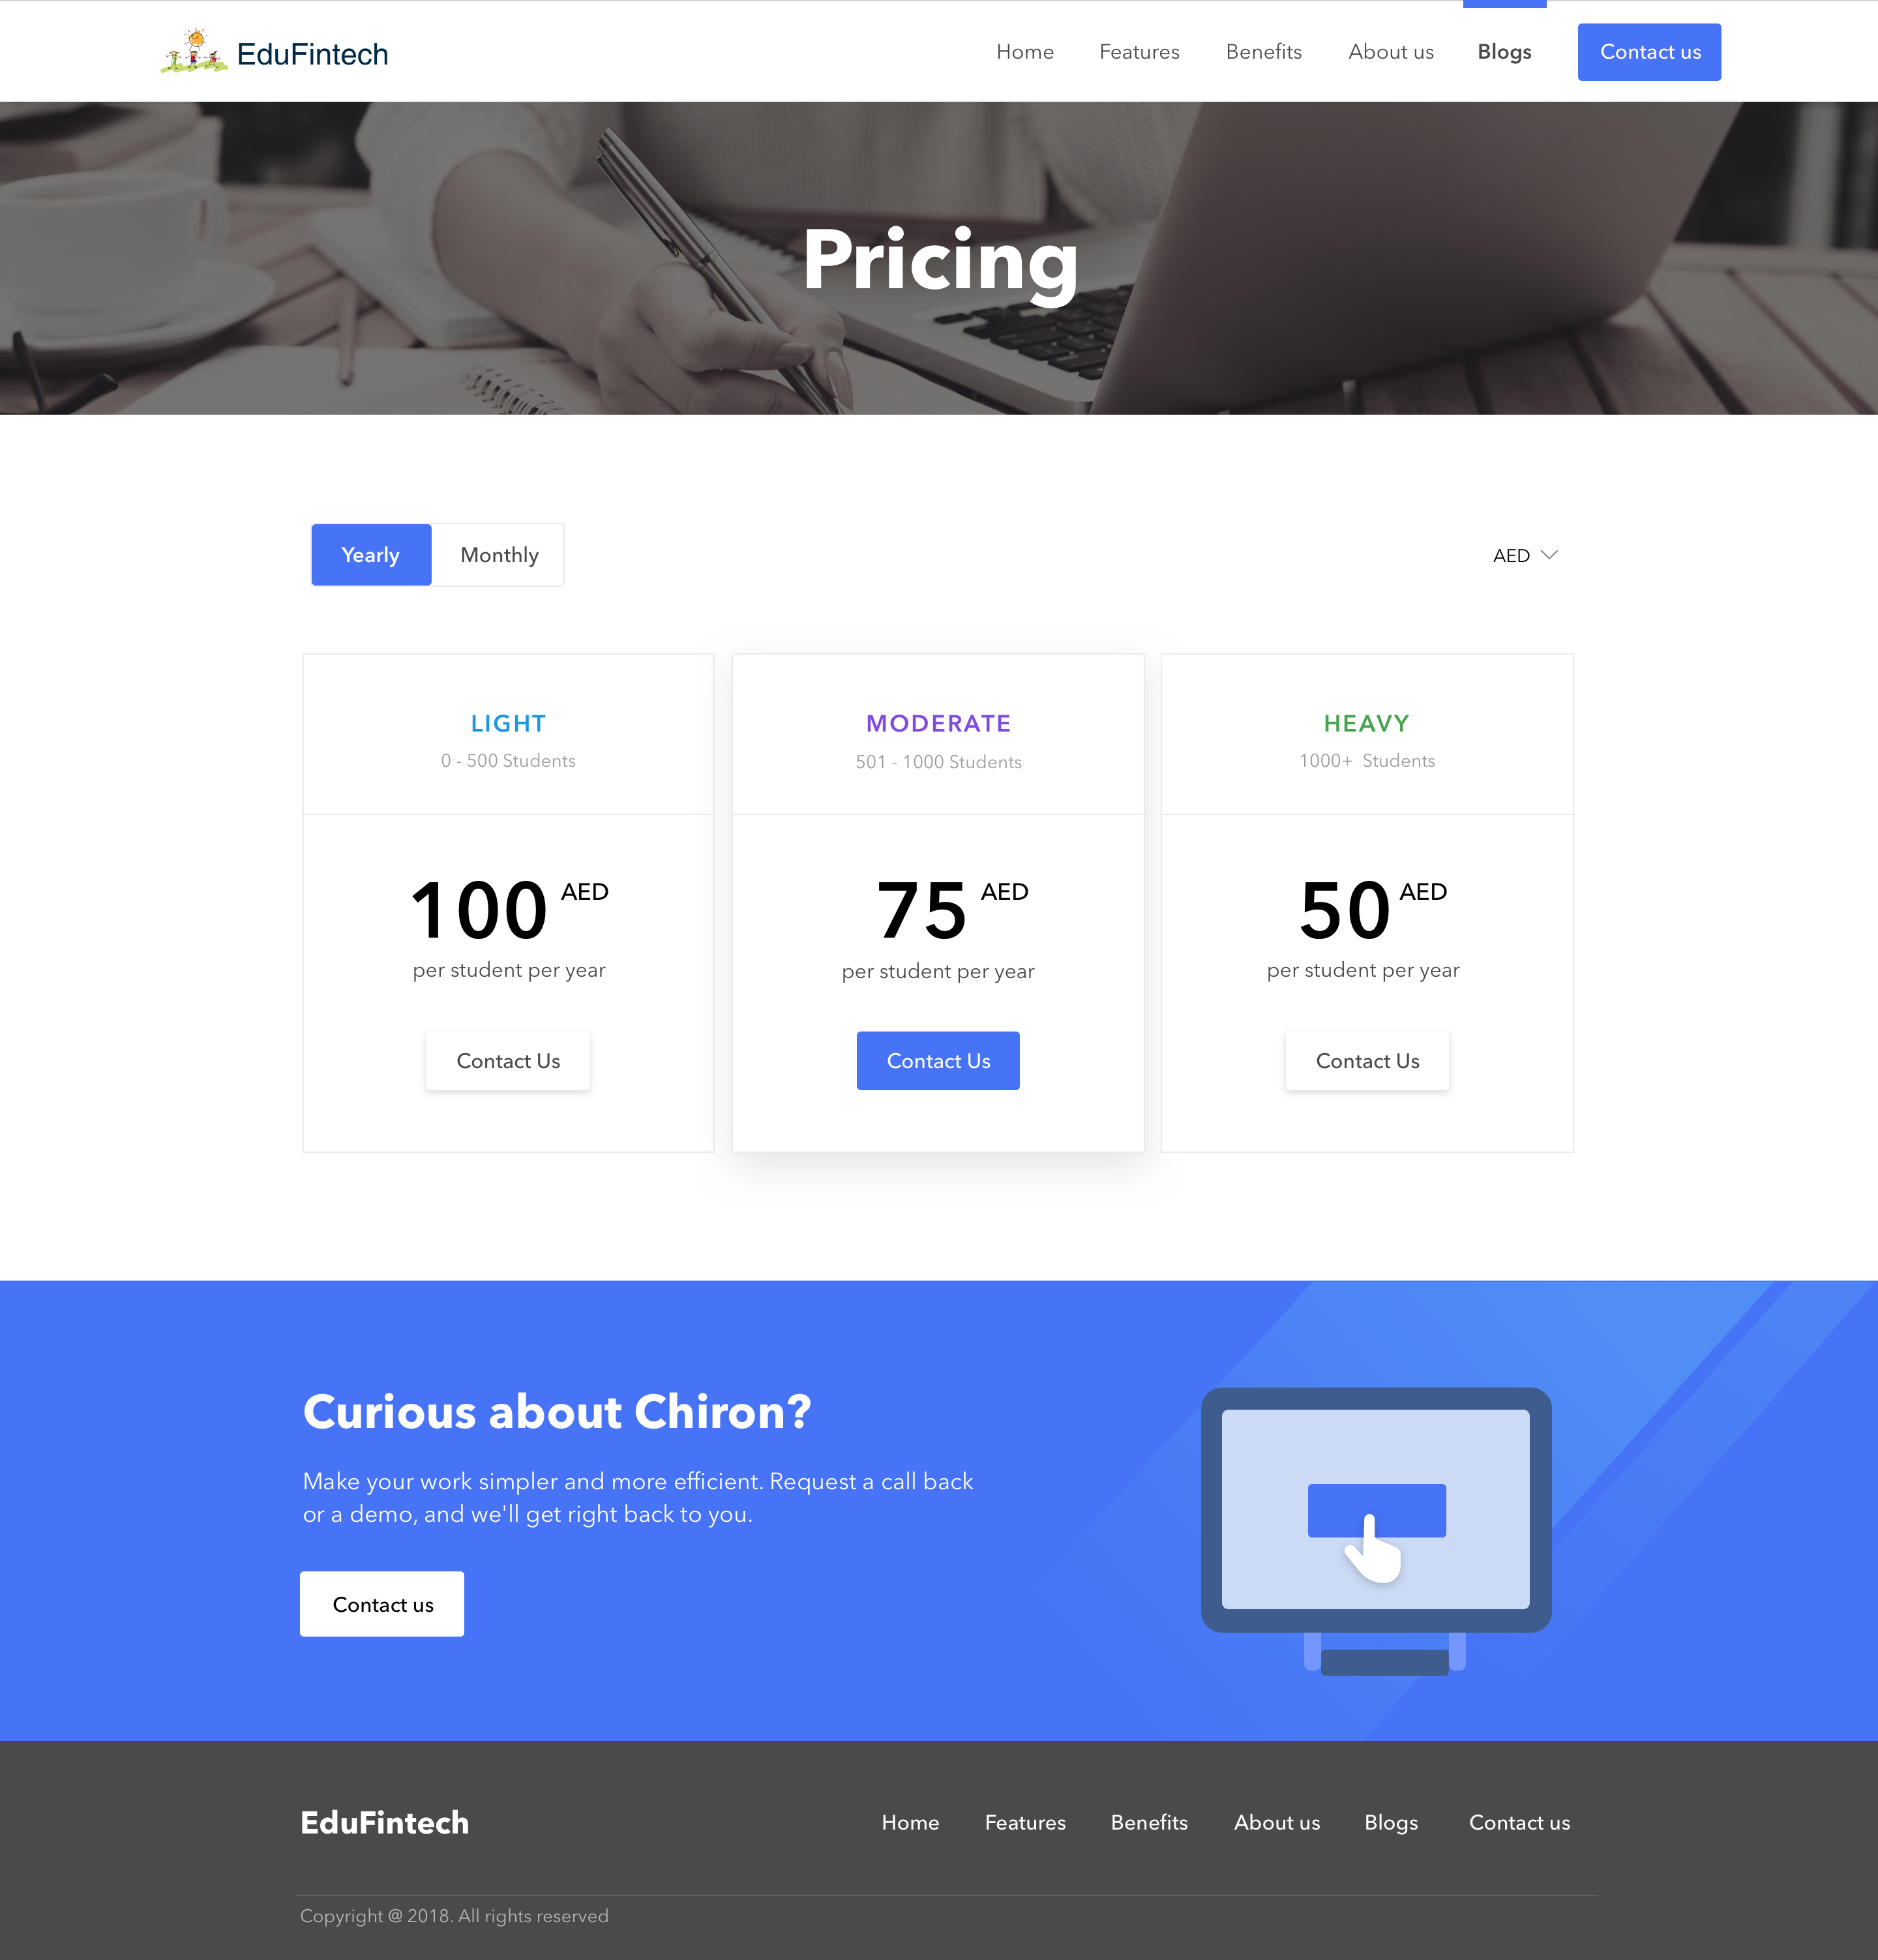 EduFintech
Home Features Benefits About us Blogs Contact us
Pricing
Yearly Monthly
AED
LIGHT
0 - 500 Students
100 AED
per student per year
Contact Us
MODERATE
501 - 1000 Students
75 AED
per student per year
Contact Us
HEAVY
1000+ Students
50 AED
per student per year
Contact Us
Curious about Chiron?
Make your work simpler and more efficient. Request a call back
or a demo, and we'll get right back to you.
Contact us
EduFintech
Home Features Benefits About us Blogs Contact us
Copyright @ 2018. All rights reserved